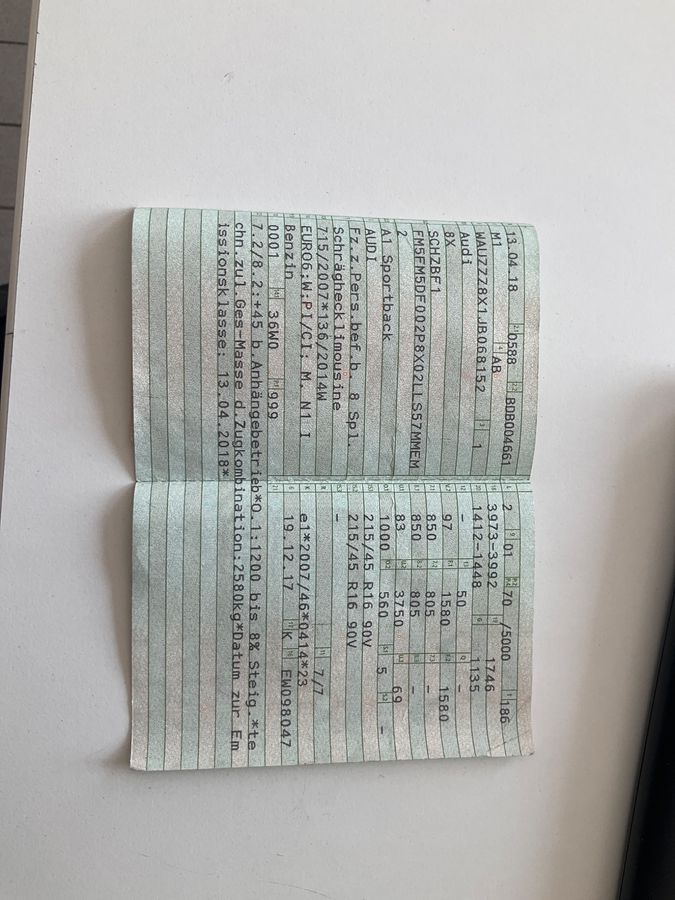 13.04.18 0588 BDB004661
M1 AB
WAUZZZ8X1JB068152 1
Audi
8X
SCHZBF1
FM5FM5DF002P8X02LLS57MMEM
2
A1 Sportback
AUDI
Fz.z.Pers.bef.b. 8 Spl.
Schräghecklimousine
715/2007*136/2014W
EURO6;W:PI/CI; M, N1 I
Benzin
0001 36W0 999
2 01 70 /5000 186
3973-3992 1746
1412-1448 1135
- 50 -
97 1580 1580
850 805 -
850 805 -
83 3750 69
1000 560 5 -
215/45 R16 90V
215/45 R16 90V
-
7/7
e1*2007/46*0414*23
19.12.17 K EW098047
7.2/8.2:+45 b.Anhängebetrieb*O.1:1200 bis 8% Steig.*te
chn.zul.Ges-Masse d.Zugkombination:2580kg*Datum zur Em
issionsklasse: 13.04.2018*